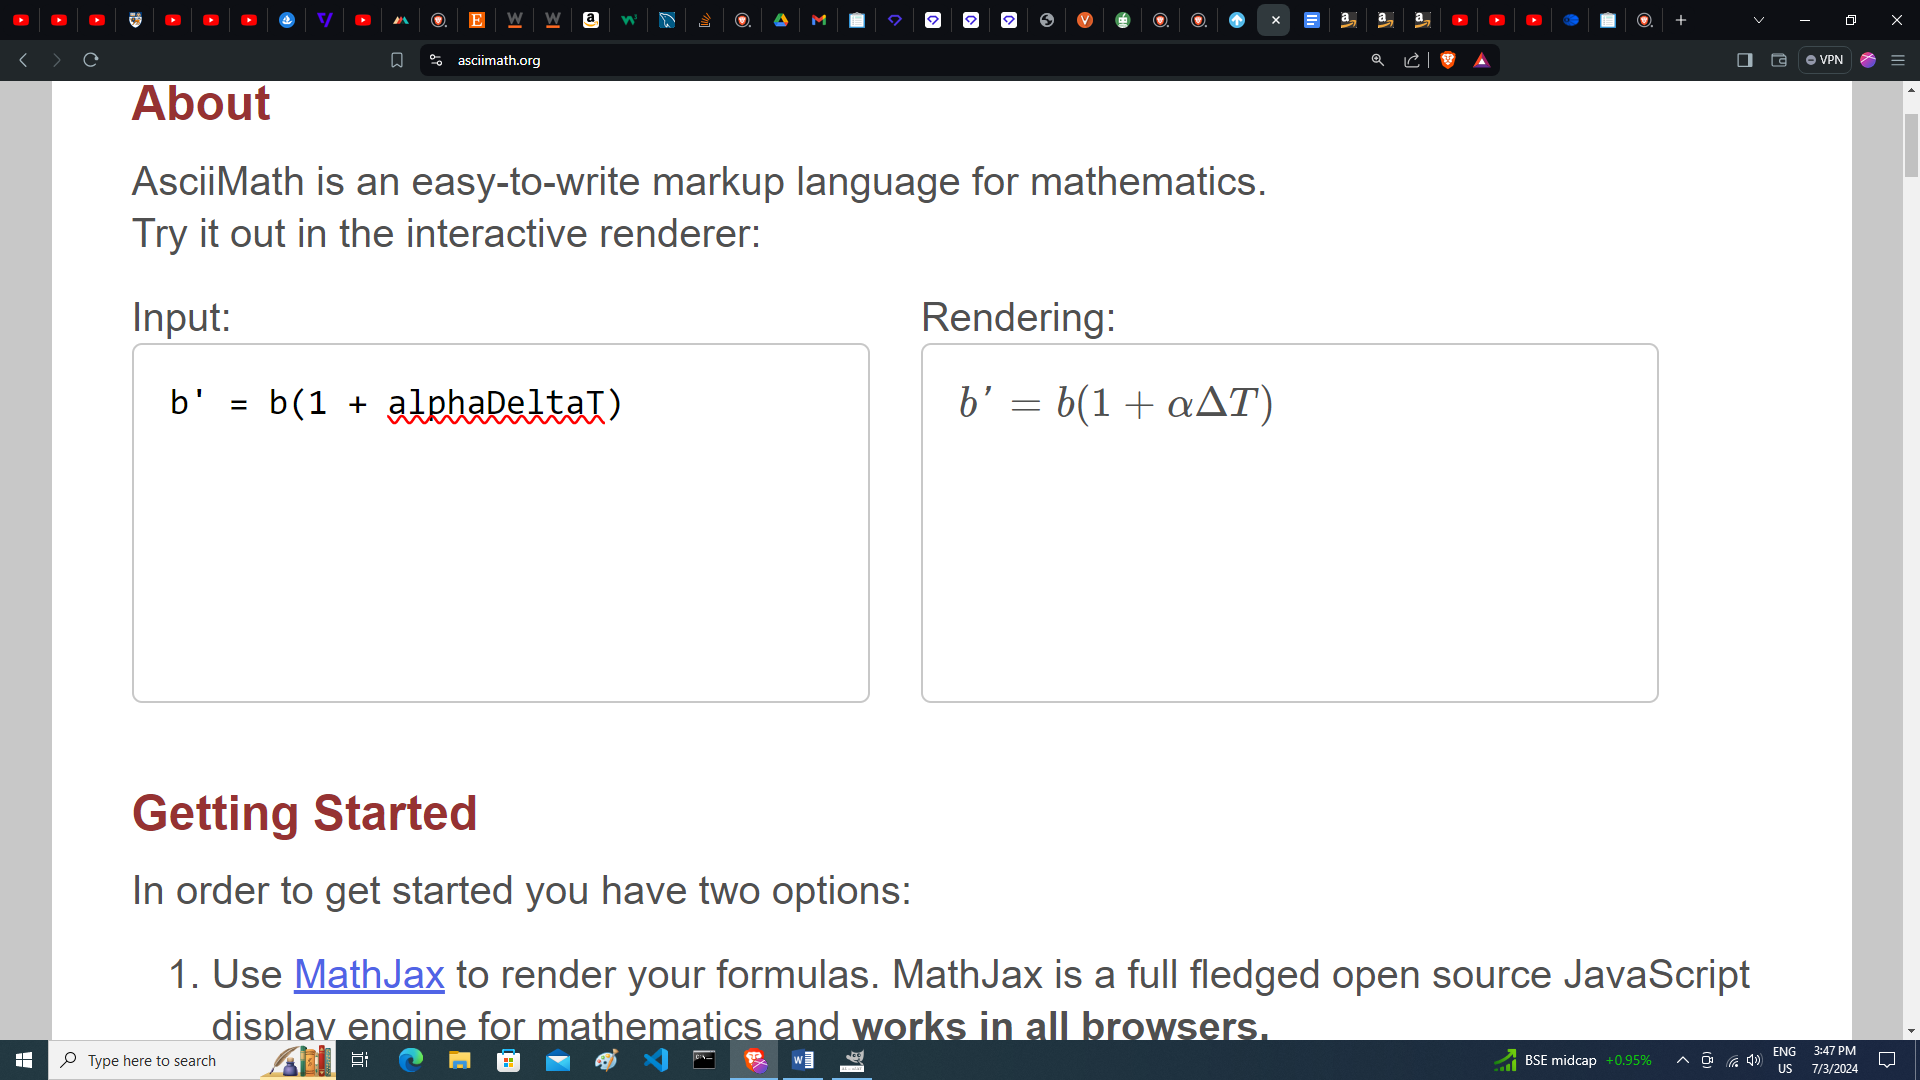 asciimath.org
VPN
About
AsciiMath is an easy-to-write markup language for mathematics.
Try it out in the interactive renderer:
Input:
Rendering:
b' = b(1 + alphaDeltaT)
b′ = b(1 + αΔT)
Getting Started
In order to get started you have two options:
1. Use MathJax to render your formulas. MathJax is a full fledged open source JavaScript
display engine for mathematics and works in all browsers.
Type here to search
BSE midcap +0.95%
ENG
US
3:47 PM
7/3/2024